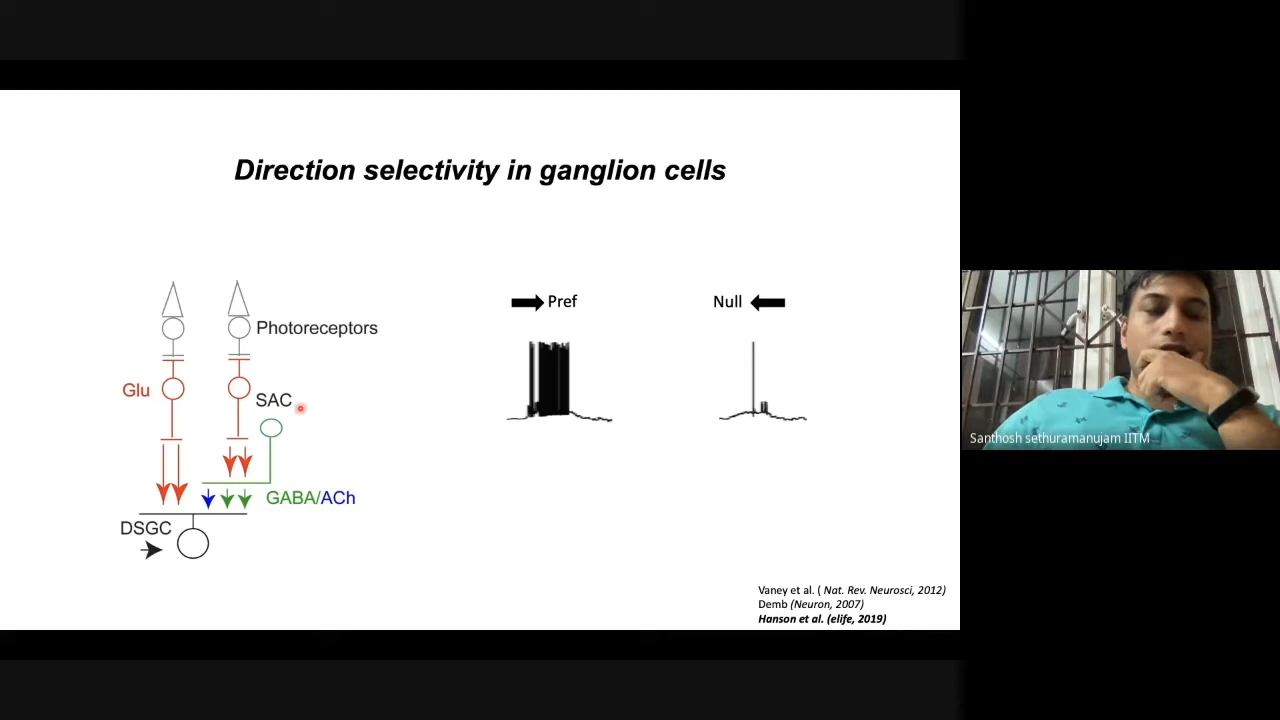 Direction selectivity in ganglion cells
Pref
Null
Photoreceptors
Glu
SAC
GABA/ACh
DSGC
Santhosh sethuramanujam IITM
Vaney et al. ( Nat. Rev. Neurosci, 2012)
Demb (Neuron, 2007)
Hanson et al. (elife, 2019)